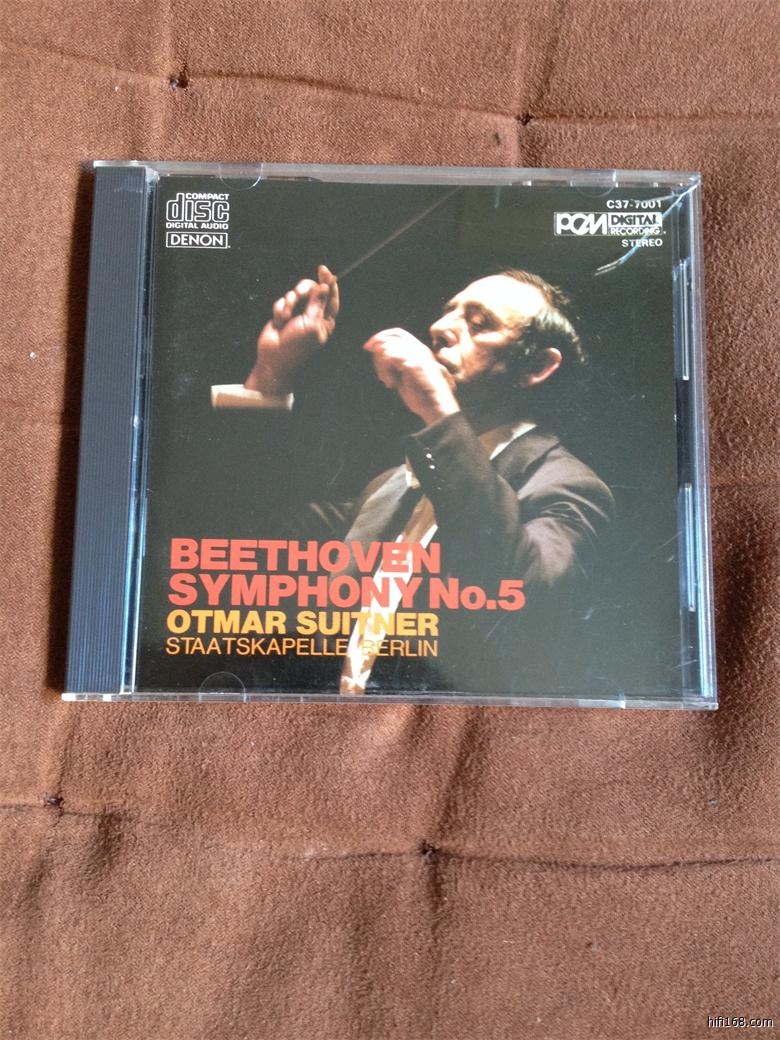 COMPACT
disc
DIGITAL AUDIO
DENON
C37-7001
PCM DIGITAL
RECORDING
STEREO
BEETHOVEN
SYMPHONY No.5
OTMAR SUITNER
STAATSKAPELLE BERLIN
hifi168.com